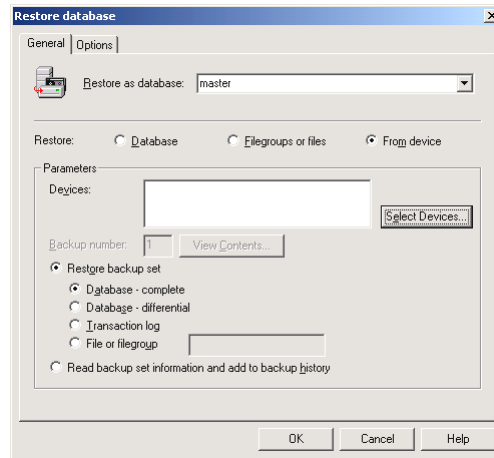 Restore database
General Options
Restore as database: master
Restore: Database Filegroups or files From device
Parameters
Devices:
Select Devices...
Backup number: 1 View Contents...
Restore backup set
Database - complete
Database - differential
Transaction log
File or filegroup
Read backup set information and add to backup history
OK Cancel Help